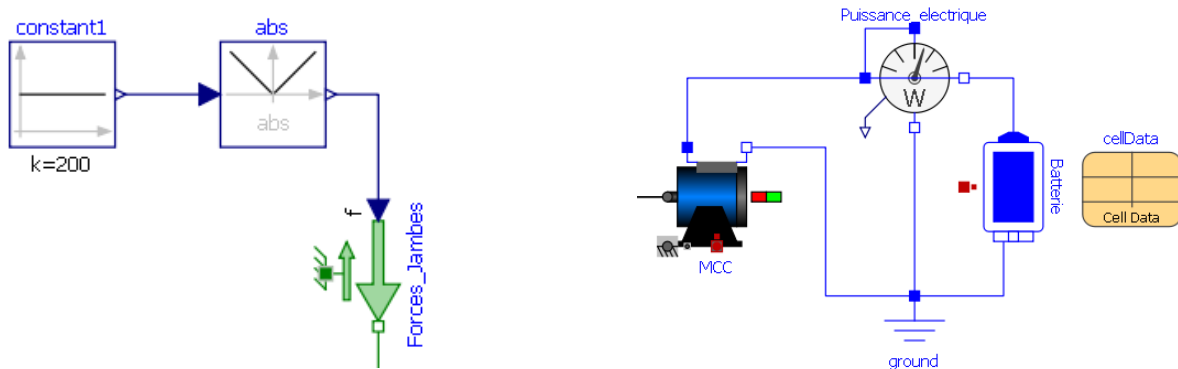 constant1
abs
abs
k=200
f
Forces_Jambes
Puissance_electrique
W
MCC
Batterie
cellData
Cell Data
ground